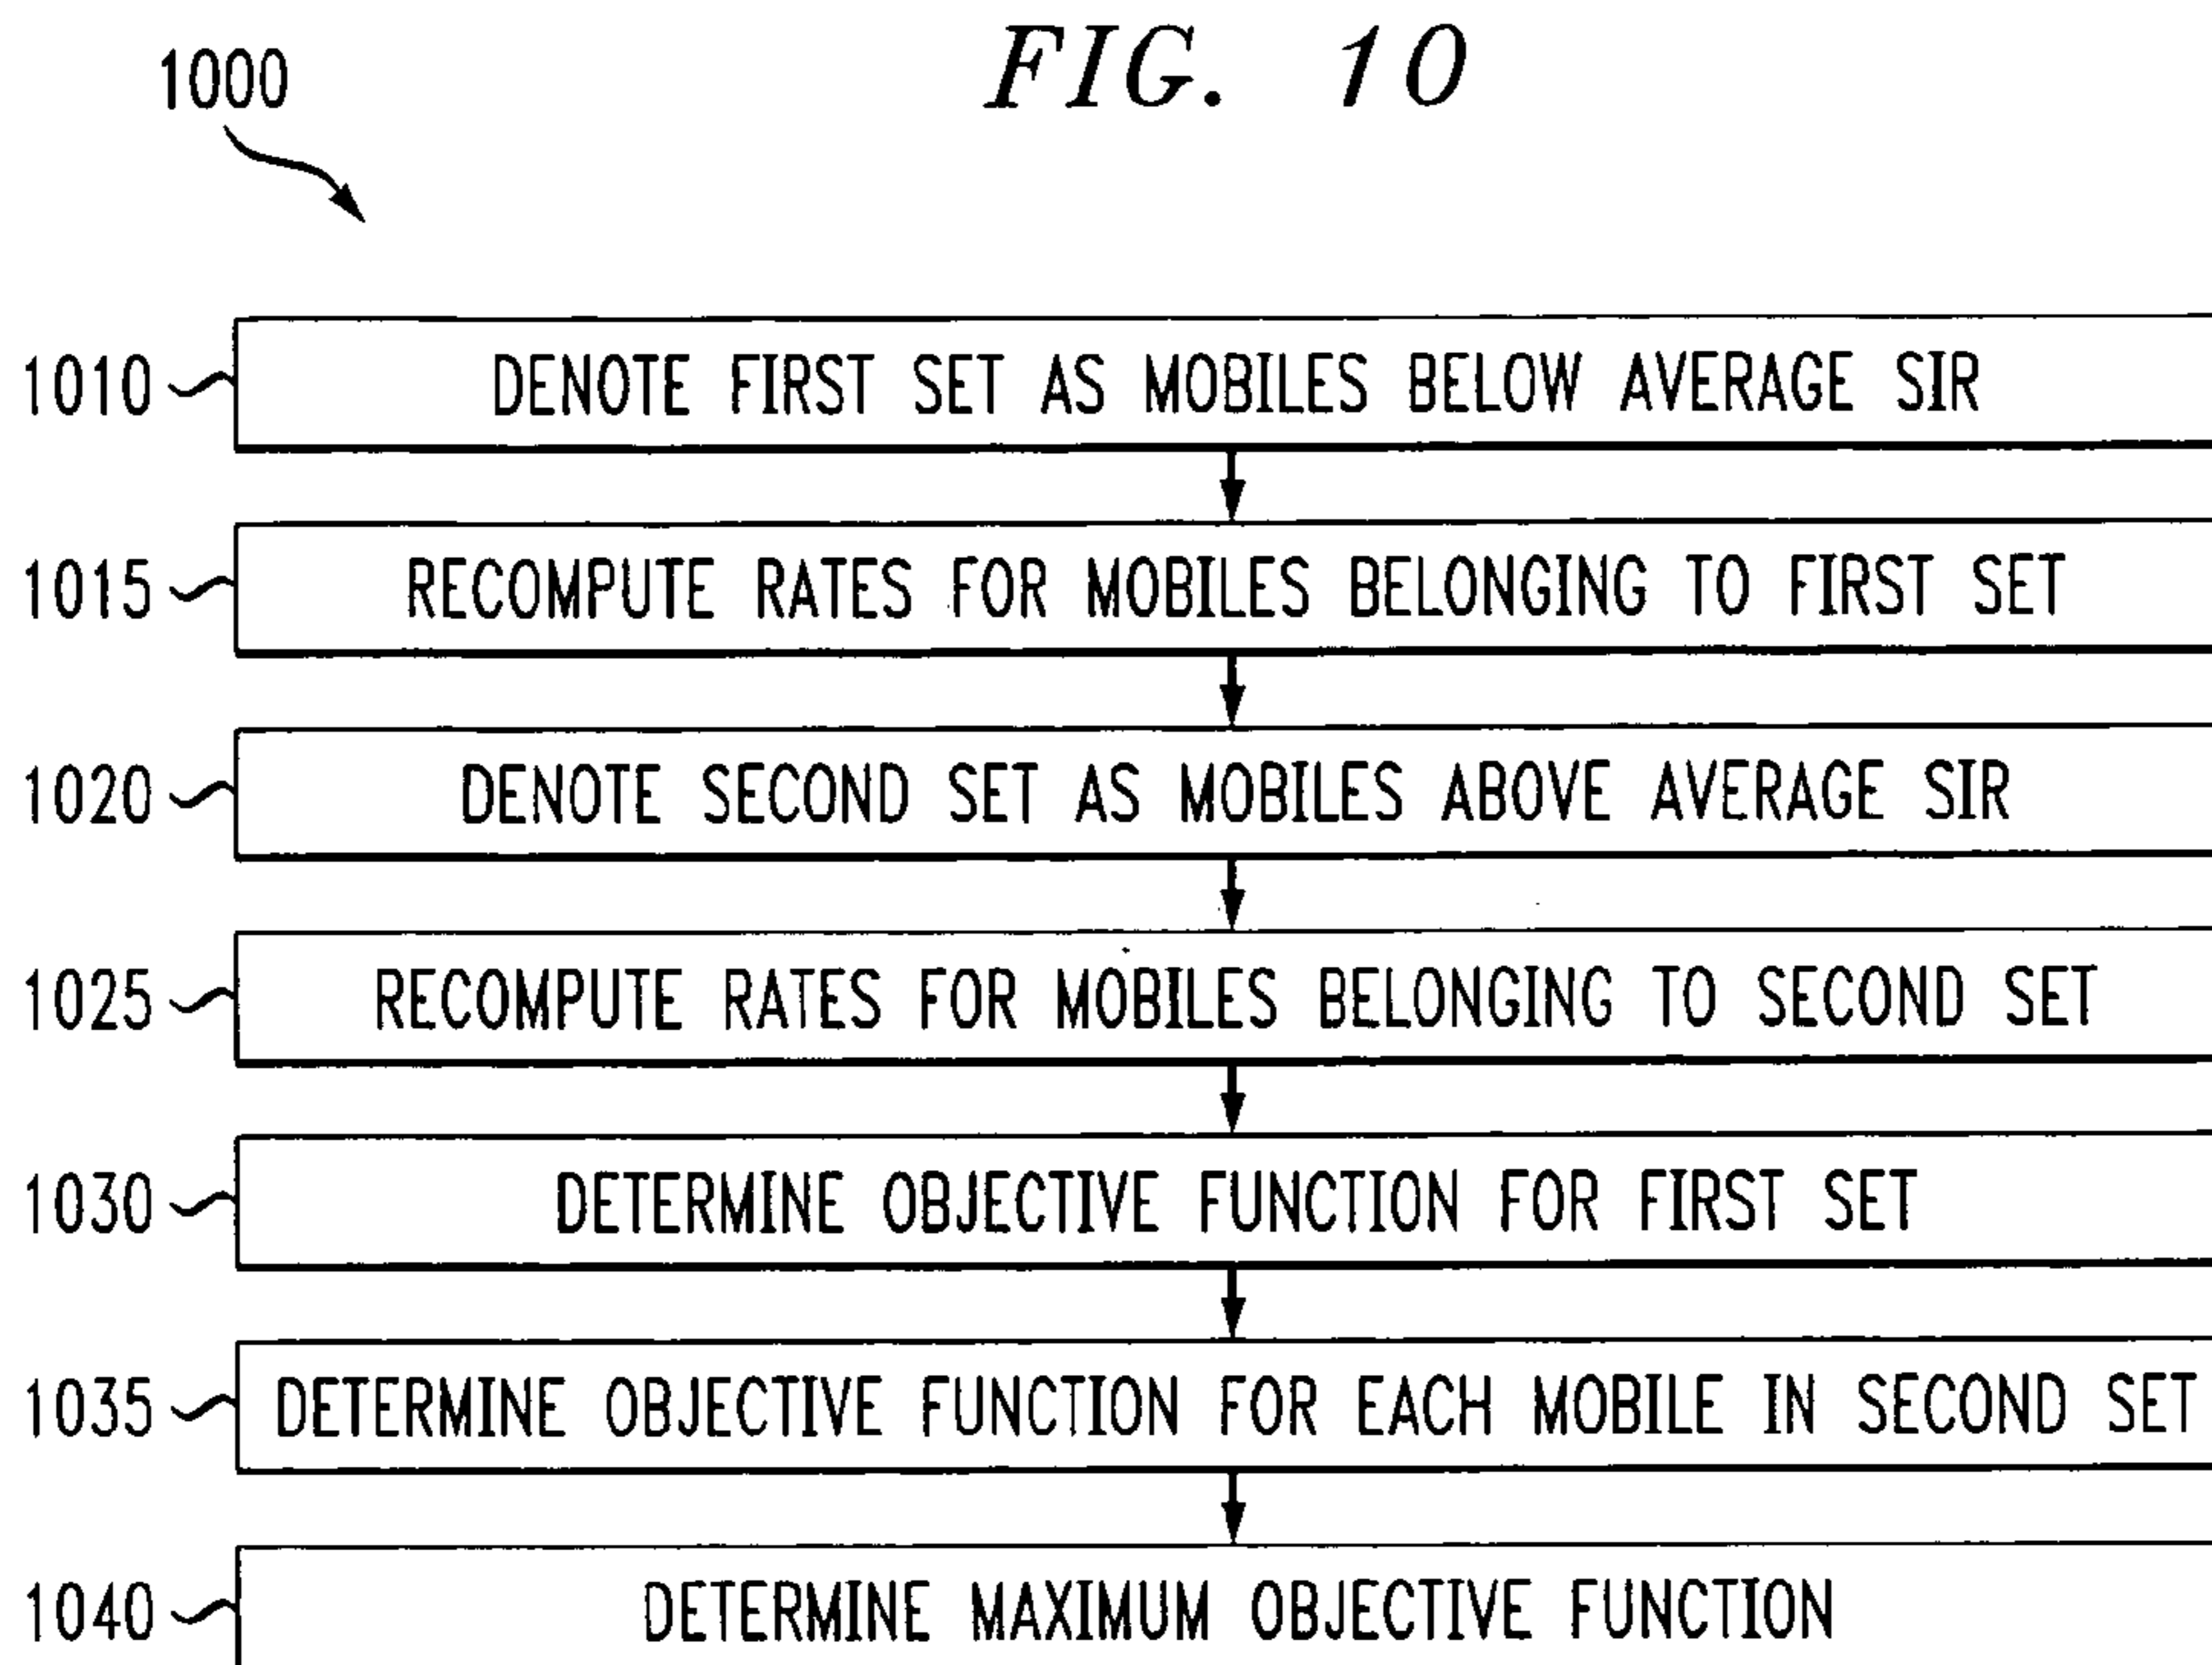 FIG. 10
1000
1010 DENOTE FIRST SET AS MOBILES BELOW AVERAGE SIR
1015 RECOMPUTE RATES FOR MOBILES BELONGING TO FIRST SET
1020 DENOTE SECOND SET AS MOBILES ABOVE AVERAGE SIR
1025 RECOMPUTE RATES FOR MOBILES BELONGING TO SECOND SET
1030 DETERMINE OBJECTIVE FUNCTION FOR FIRST SET
1035 DETERMINE OBJECTIVE FUNCTION FOR EACH MOBILE IN SECOND SET
1040 DETERMINE MAXIMUM OBJECTIVE FUNCTION